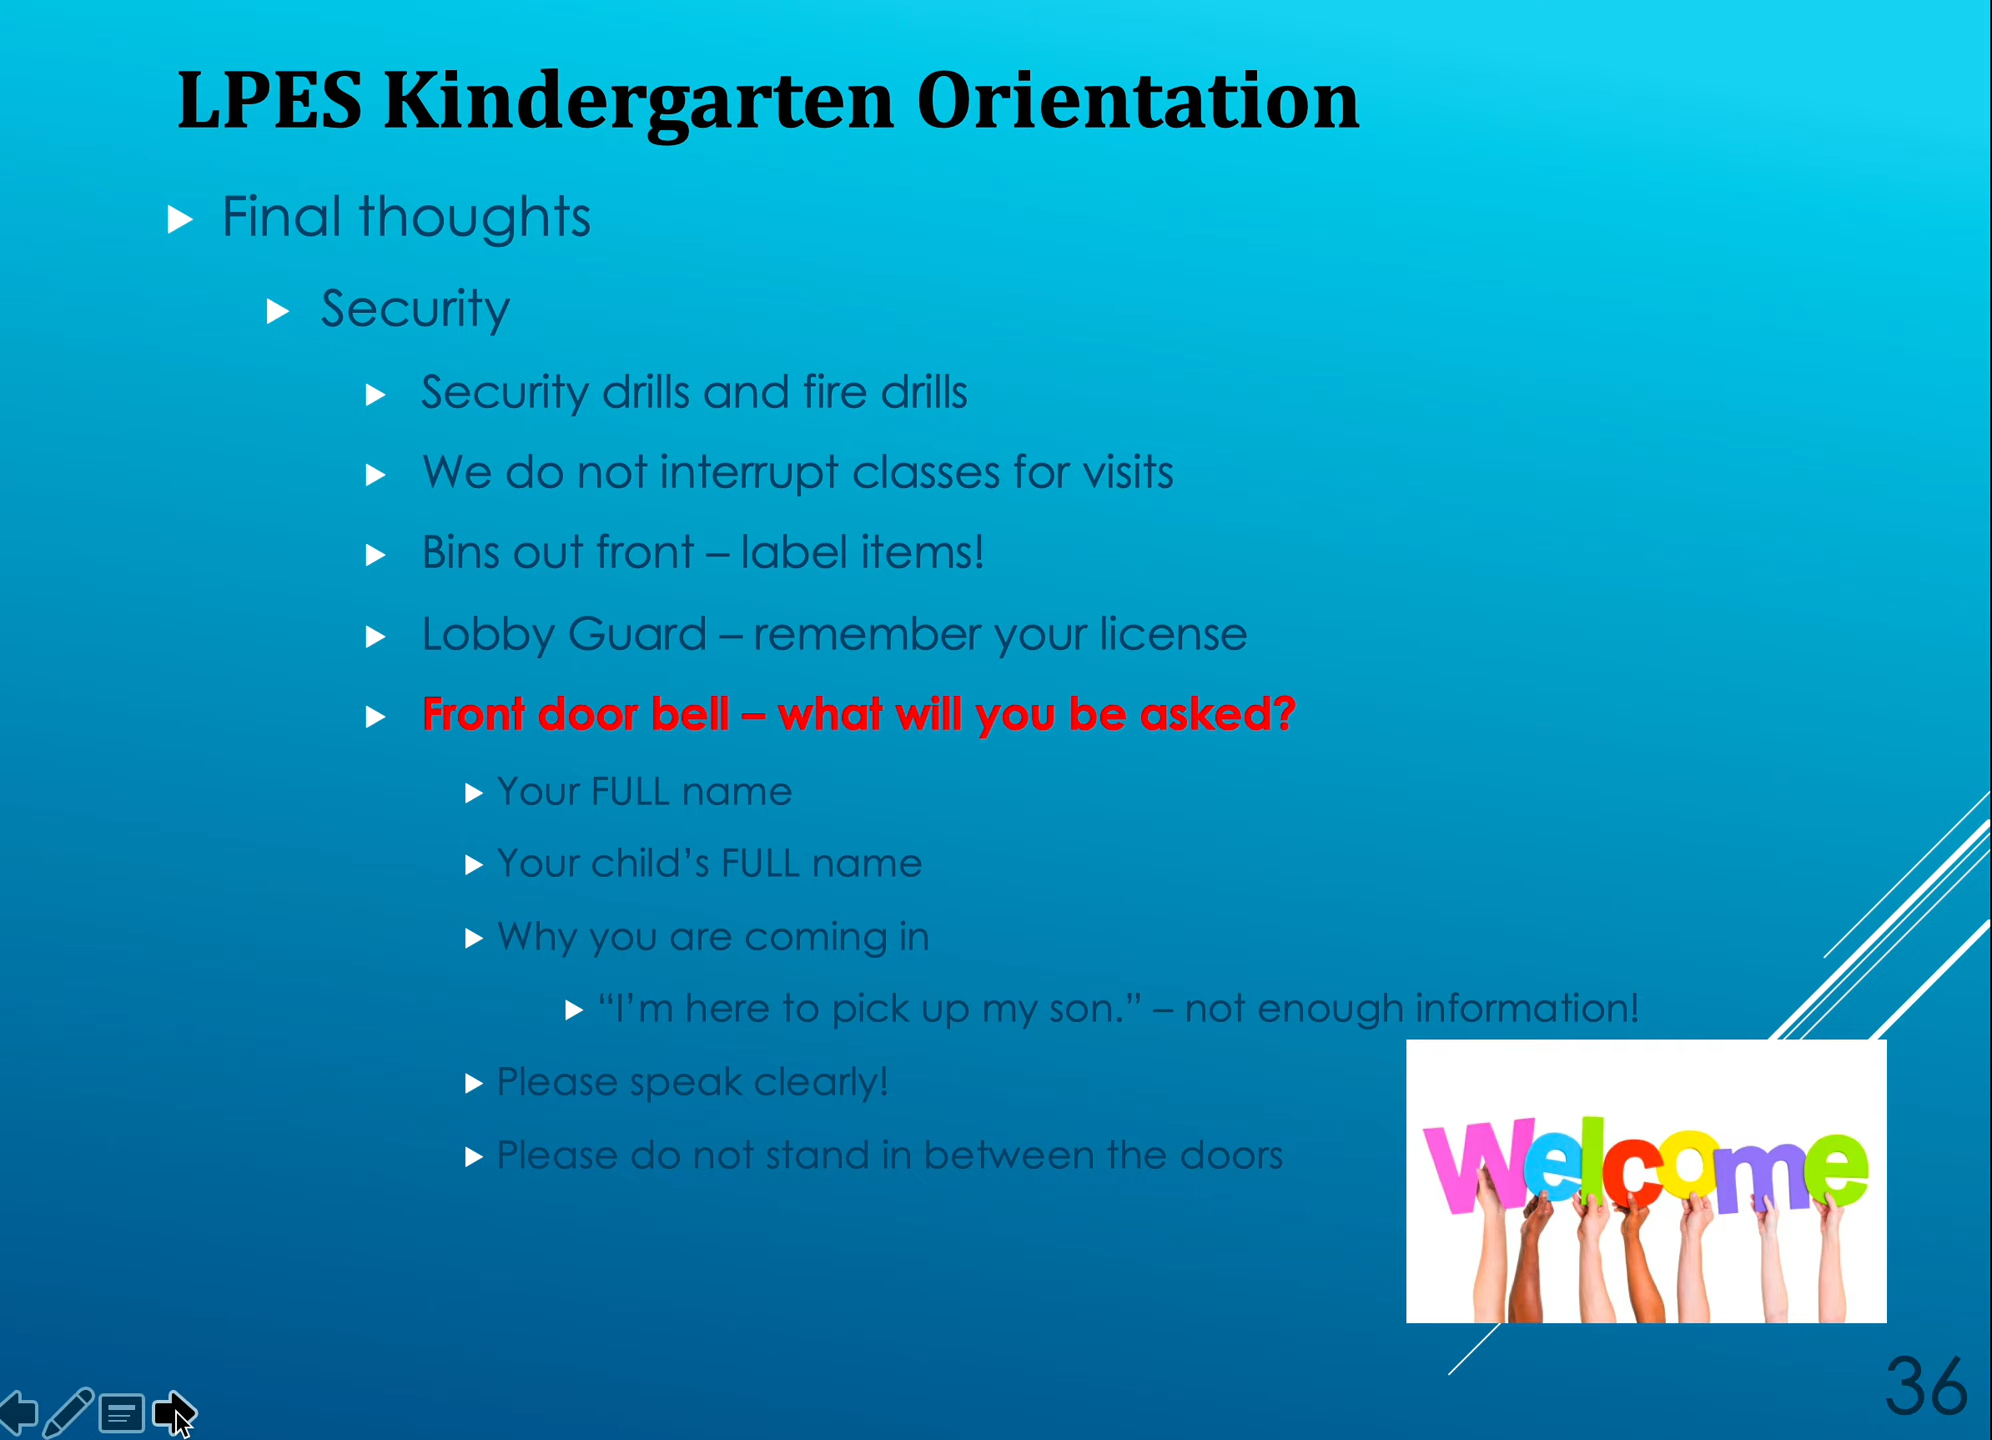 LPES Kindergarten Orientation
Final thoughts
Security
Security drills and fire drills
We do not interrupt classes for visits
Bins out front – label items!
Lobby Guard – remember your license
Front door bell – what will you be asked?
Your FULL name
Your child’s FULL name
Why you are coming in
“I’m here to pick up my son.” – not enough information!
Please speak clearly!
Please do not stand in between the doors
Welcome
36